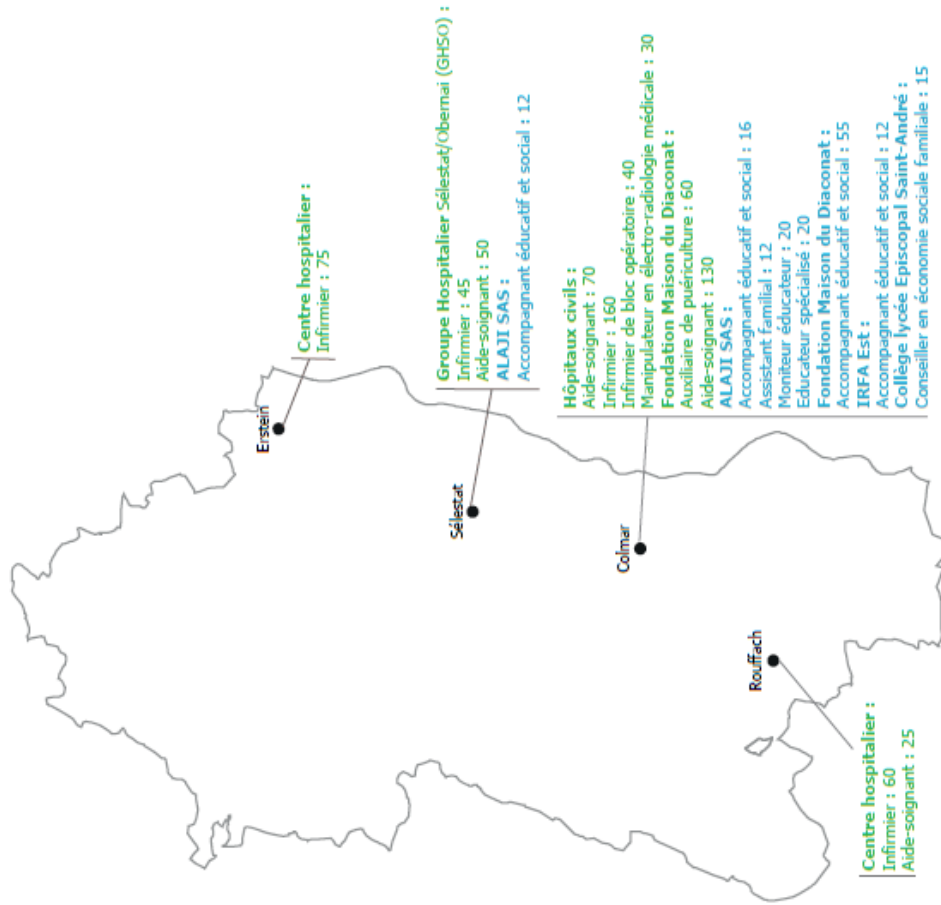 Erstein
Centre hospitalier :
Infirmier : 75
Sélestat
Groupe Hospitalier Sélestat/Obernai (GHSO) :
Infirmier : 45
Aide-soignant : 50
ALAJI SAS :
Accompagnant éducatif et social : 12
Colmar
Hôpitaux civils :
Aide-soignant : 70
Infirmier : 160
Infirmier de bloc opératoire : 40
Manipulateur en électro-radiologie médicale : 30
Fondation Maison du Diaconat :
Auxiliaire de puériculture : 60
Aide-soignant : 130
ALAJI SAS :
Accompagnant éducatif et social : 16
Assistant familial : 12
Moniteur éducateur : 20
Educateur spécialisé : 20
Fondation Maison du Diaconat :
Accompagnant éducatif et social : 55
IRFA Est :
Accompagnant éducatif et social : 12
Collège lycée Episcopal Saint-André :
Conseiller en économie sociale familiale : 15
Rouffach
Centre hospitalier :
Infirmier : 60
Aide-soignant : 25